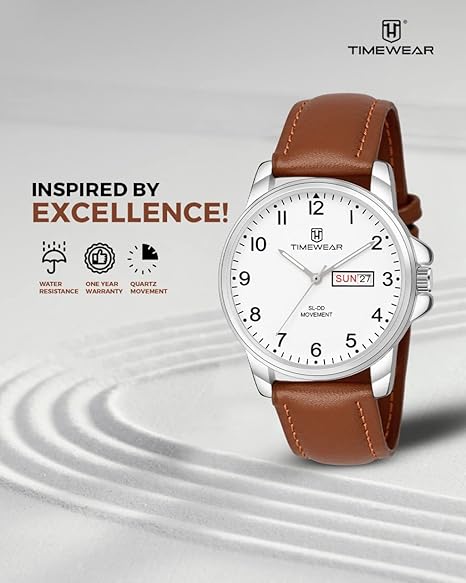 TIMEWEAR
INSPIRED BY
EXCELLENCE!
WATER
RESISTANCE
ONE YEAR
WARRANTY
QUARTZ
MOVEMENT
12
1
2
3
4
5
6
7
8
9
10
11
TIMEWEAR
SUN 27
SL-DD
MOVEMENT